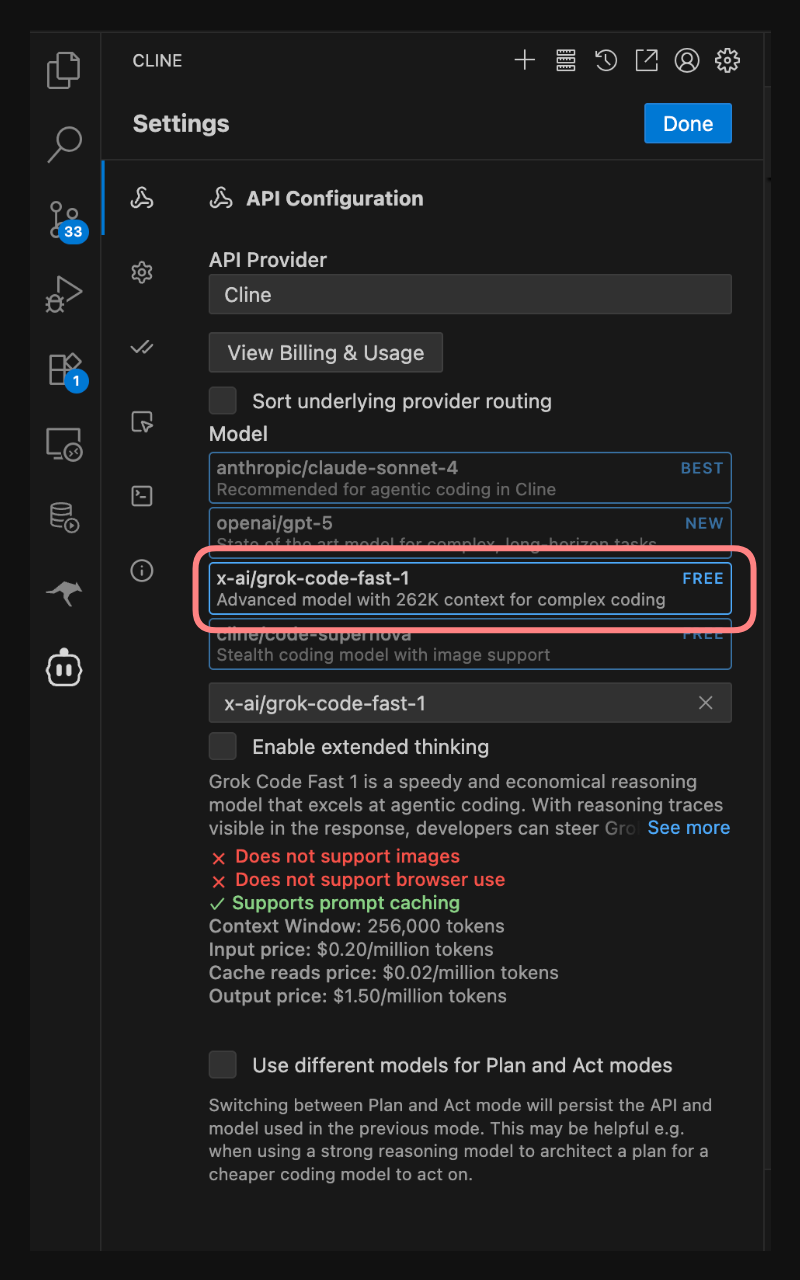 CLINE
Settings
Done
API Configuration
API Provider
Cline
View Billing & Usage
Sort underlying provider routing
Model
anthropic/claude-sonnet-4 BEST
Recommended for agentic coding in Cline
openai/gpt-5 NEW
State of the art model for complex, long-horizon tasks
x-ai/grok-code-fast-1 FREE
Advanced model with 262K context for complex coding
cline/code-supernova FREE
Stealth coding model with image support
x-ai/grok-code-fast-1
Enable extended thinking
Grok Code Fast 1 is a speedy and economical reasoning
model that excels at agentic coding. With reasoning traces
visible in the response, developers can steer Gro See more
Does not support images
Does not support browser use
Supports prompt caching
Context Window: 256,000 tokens
Input price: $0.20/million tokens
Cache reads price: $0.02/million tokens
Output price: $1.50/million tokens
Use different models for Plan and Act modes
Switching between Plan and Act mode will persist the API and
model used in the previous mode. This may be helpful e.g.
when using a strong reasoning model to architect a plan for a
cheaper coding model to act on.
33
1